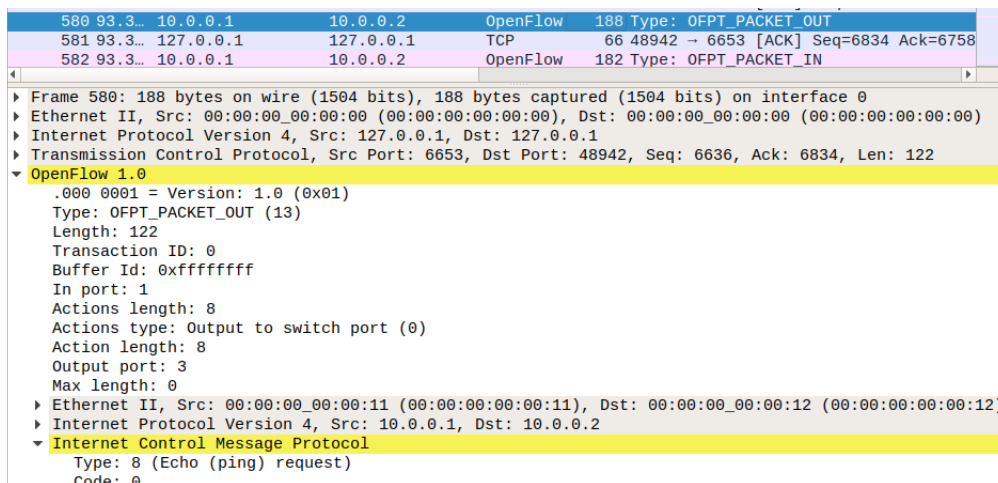 580 93.3… 10.0.0.1 10.0.0.2 OpenFlow 188 Type: OFPT_PACKET_OUT
581 93.3… 127.0.0.1 127.0.0.1 TCP 66 48942 → 6653 [ACK] Seq=6834 Ack=6758
582 93.3… 10.0.0.1 10.0.0.2 OpenFlow 182 Type: OFPT_PACKET_IN
Frame 580: 188 bytes on wire (1504 bits), 188 bytes captured (1504 bits) on interface 0
Ethernet II, Src: 00:00:00_00:00:00 (00:00:00:00:00:00), Dst: 00:00:00_00:00:00 (00:00:00:00:00:00)
Internet Protocol Version 4, Src: 127.0.0.1, Dst: 127.0.0.1
Transmission Control Protocol, Src Port: 6653, Dst Port: 48942, Seq: 6636, Ack: 6834, Len: 122
OpenFlow 1.0
.000 0001 = Version: 1.0 (0x01)
Type: OFPT_PACKET_OUT (13)
Length: 122
Transaction ID: 0
Buffer Id: 0xffffffff
In port: 1
Actions length: 8
Actions type: Output to switch port (0)
Action length: 8
Output port: 3
Max length: 0
Ethernet II, Src: 00:00:00_00:00:11 (00:00:00:00:00:11), Dst: 00:00:00_00:00:12 (00:00:00:00:00:12)
Internet Protocol Version 4, Src: 10.0.0.1, Dst: 10.0.0.2
Internet Control Message Protocol
Type: 8 (Echo (ping) request)
Code: 0